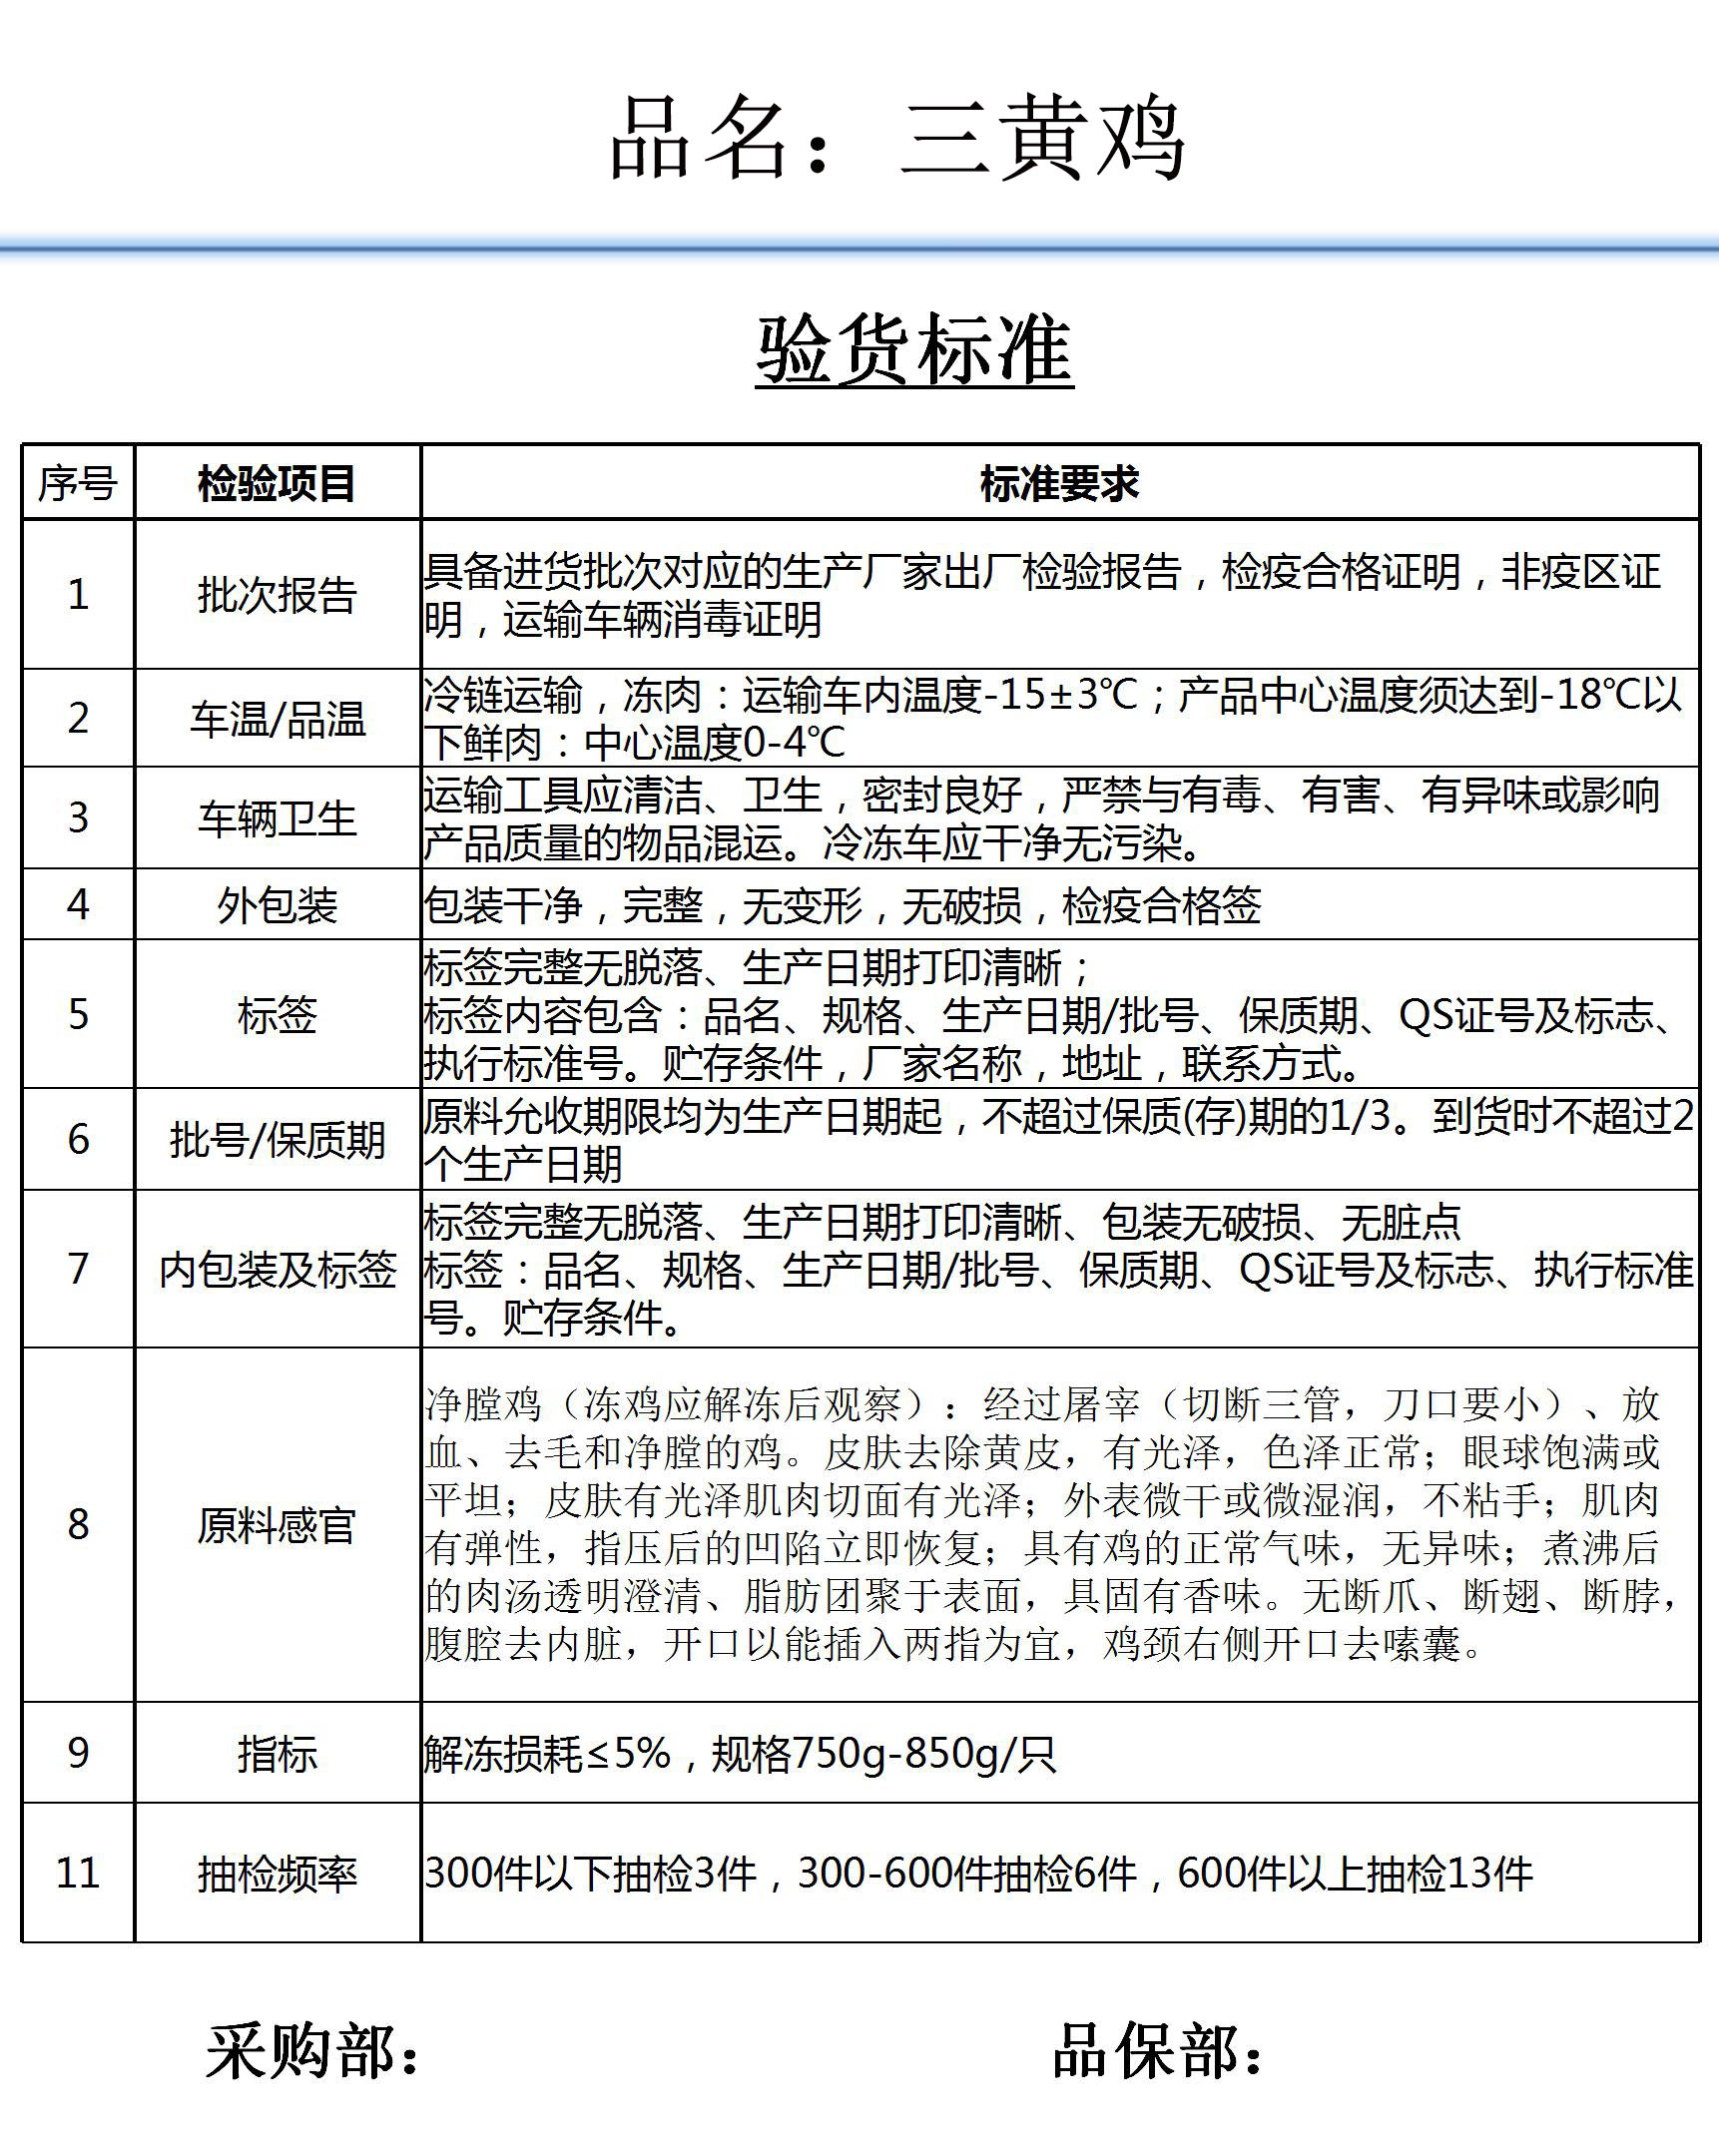 品名：三黄鸡
验货标准
序号 检验项目 标准要求
1 批次报告 具备进货批次对应的生产厂家出厂检验报告，检疫合格证明，非疫区证
明，运输车辆消毒证明
2 车温/品温 冷链运输，冻肉：运输车内温度-15±3℃；产品中心温度须达到-18℃以
下鲜肉：中心温度0-4℃
3 车辆卫生 运输工具应清洁、卫生，密封良好，严禁与有毒、有害、有异味或影响
产品质量的物品混运。冷冻车应干净无污染。
4 外包装 包装干净，完整，无变形，无破损，检疫合格签
5 标签 标签完整无脱落、生产日期打印清晰；
标签内容包含：品名、规格、生产日期/批号、保质期、QS证号及标志、
执行标准号。贮存条件，厂家名称，地址，联系方式。
6 批号/保质期 原料允收期限均为生产日期起，不超过保质(存)期的1/3。到货时不超过2
个生产日期
7 内包装及标签 标签完整无脱落、生产日期打印清晰、包装无破损、无脏点
标签：品名、规格、生产日期/批号、保质期、QS证号及标志、执行标准
号。贮存条件。
8 原料感官 净膛鸡（冻鸡应解冻后观察）：经过屠宰（切断三管，刀口要小）、放
血、去毛和净膛的鸡。皮肤去除黄皮，有光泽，色泽正常；眼球饱满或
平坦；皮肤有光泽肌肉切面有光泽；外表微干或微湿润，不粘手；肌肉
有弹性，指压后的凹陷立即恢复；具有鸡的正常气味，无异味；煮沸后
的肉汤透明澄清、脂肪团聚于表面，具固有香味。无断爪、断翅、断脖，
腹腔去内脏，开口以能插入两指为宜，鸡颈右侧开口去嗉囊。
9 指标 解冻损耗≤5%，规格750g-850g/只
11 抽检频率 300件以下抽检3件，300-600件抽检6件，600件以上抽检13件
采购部： 品保部：